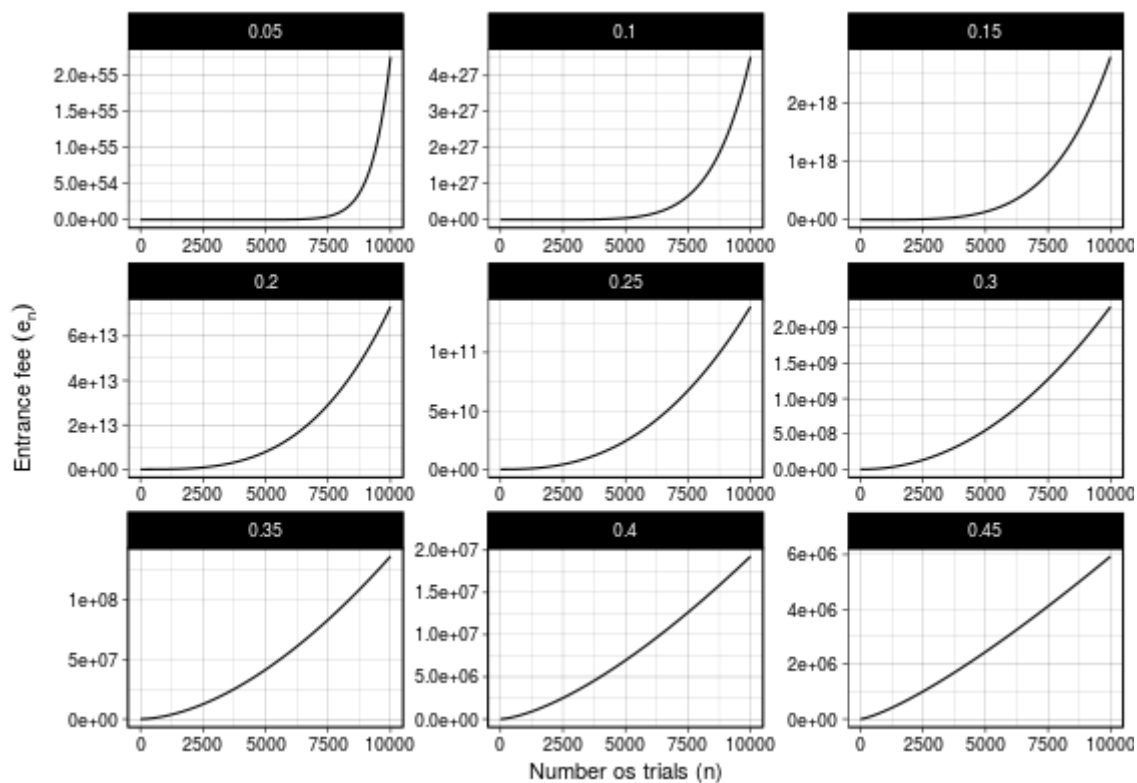 0.05
0.1
0.15
2.0e+55
1.5e+55
1.0e+55
5.0e+54
0.0e+00
4e+27
3e+27
2e+27
1e+27
0e+00
2e+18
1e+18
0e+00
0 2500 5000 7500 10000
0 2500 5000 7500 10000
0 2500 5000 7500 10000
0.2
0.25
0.3
Entrance fee (en)
6e+13
4e+13
2e+13
0e+00
1e+11
5e+10
0e+00
2.0e+09
1.5e+09
1.0e+09
5.0e+08
0.0e+00
0 2500 5000 7500 10000
0 2500 5000 7500 10000
0 2500 5000 7500 10000
0.35
0.4
0.45
1e+08
5e+07
0e+00
2.0e+07
1.5e+07
1.0e+07
5.0e+06
0.0e+00
6e+06
4e+06
2e+06
0e+00
0 2500 5000 7500 10000
0 2500 5000 7500 10000
0 2500 5000 7500 10000
Number os trials (n)